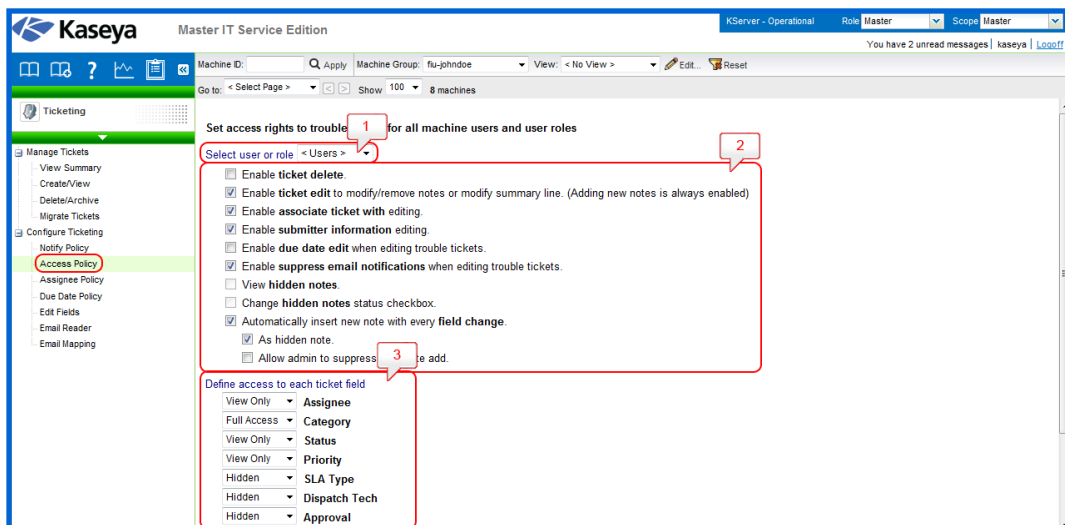 Kaseya
Master IT Service Edition
KServer - Operational
Role Master
Scope Master
You have 2 unread messages | kaseya | Logoff
Machine ID:
Apply
Machine Group: fiu-johndoe
View: < No View >
Edit...
Reset
Go to: < Select Page >
Show 100
8 machines
Ticketing
Manage Tickets
View Summary
Create/View
Delete/Archive
Migrate Tickets
Configure Ticketing
Notify Policy
Access Policy
Assignee Policy
Due Date Policy
Edit Fields
Email Reader
Email Mapping
Set access rights to trouble for all machine users and user roles
1
Select user or role < Users >
2
Enable ticket delete.
Enable ticket edit to modify/remove notes or modify summary line. (Adding new notes is always enabled)
Enable associate ticket with editing.
Enable submitter information editing.
Enable due date edit when editing trouble tickets.
Enable suppress email notifications when editing trouble tickets.
View hidden notes.
Change hidden notes status checkbox.
Automatically insert new note with every field change.
As hidden note.
Allow admin to suppress add.
3
Define access to each ticket field
View Only Assignee
Full Access Category
View Only Status
View Only Priority
Hidden SLA Type
Hidden Dispatch Tech
Hidden Approval